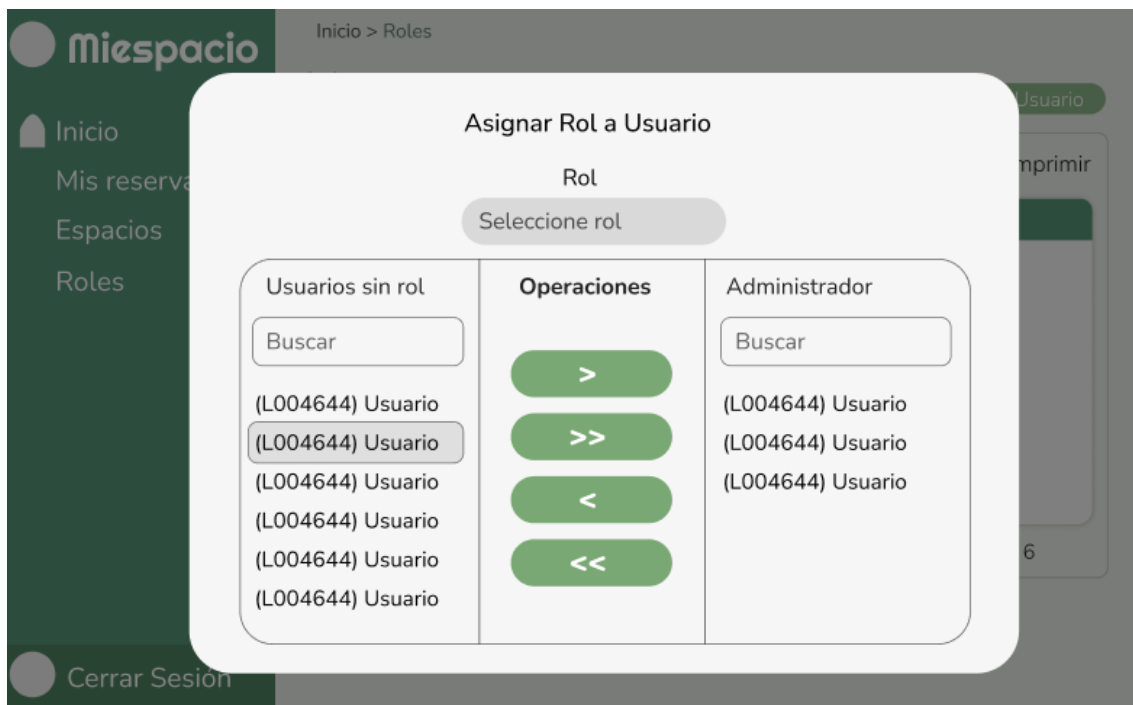 Miespacio
Inicio > Roles
Inicio
Mis reserva
Espacios
Roles
Cerrar Sesión
Usuario
mprimir
6
Asignar Rol a Usuario
Rol
Seleccione rol
Usuarios sin rol
Buscar
(L004644) Usuario
(L004644) Usuario
(L004644) Usuario
(L004644) Usuario
(L004644) Usuario
(L004644) Usuario
Operaciones
>
>>
<
<<
Administrador
Buscar
(L004644) Usuario
(L004644) Usuario
(L004644) Usuario